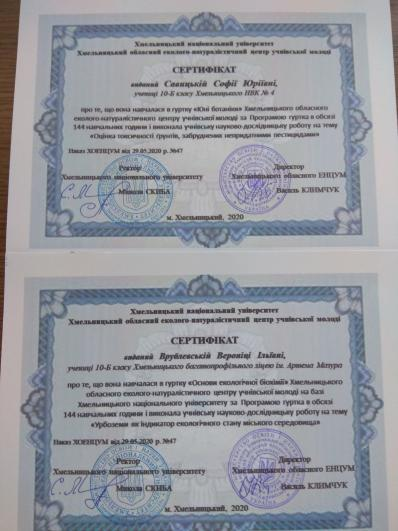 Хмельницький національний університет
Хмельницький обласний еколого-натуралістичний центр учнівської молоді
СЕРТИФІКАТ
виданий Савицькій Софії Юріївні,
учениці 10-Б класу Хмельницького НВК № 4
про те, що вона навчалася в гуртку «Юні ботаніки» Хмельницького обласного
еколого-натуралістичного центру учнівської молоді за Програмою гуртка в обсязі
144 навчальних годин и виконала учнівську науково-дослідницьку роботу на тему
«Оцінка токсичності ґрунтів, забруднених непридатними пестицидами»
Наказ ХОЕНЦУМ від 29.05.2020 р. №47
Ректор
Хмельницького національного університету
Микола СКИБА
Директор
Хмельницького обласного ЕНЦУМ
Василь КЛИМЧУК
м. Хмельницький, 2020
Хмельницький національний університет
Хмельницький обласний еколого-натуралістичний центр учнівської молоді
СЕРТИФІКАТ
виданий Врублевській Вероніці Іллівні,
учениці 10-Б класу Хмельницького багатопрофільного ліцею ім. Артема Мазура
про те, що вона навчалася в гуртку «Основи екологічної біохімії» Хмельницького
обласного еколого-натуралістичного центру учнівської молоді на базі
Хмельницького національного університету за Програмою гуртка в обсязі
144 навчальних години і виконала учнівську науково-дослідницьку роботу на тему
«Урбоземи як індикатор екологічного стану міського середовища»
Наказ ХОЕНЦУМ від 29.05.2020 р. №47
Ректор
Хмельницького національного університету
Микола СКИБА
Директор
Хмельницького обласного ЕНЦУМ
Василь КЛИМЧУК
м. Хмельницький, 2020